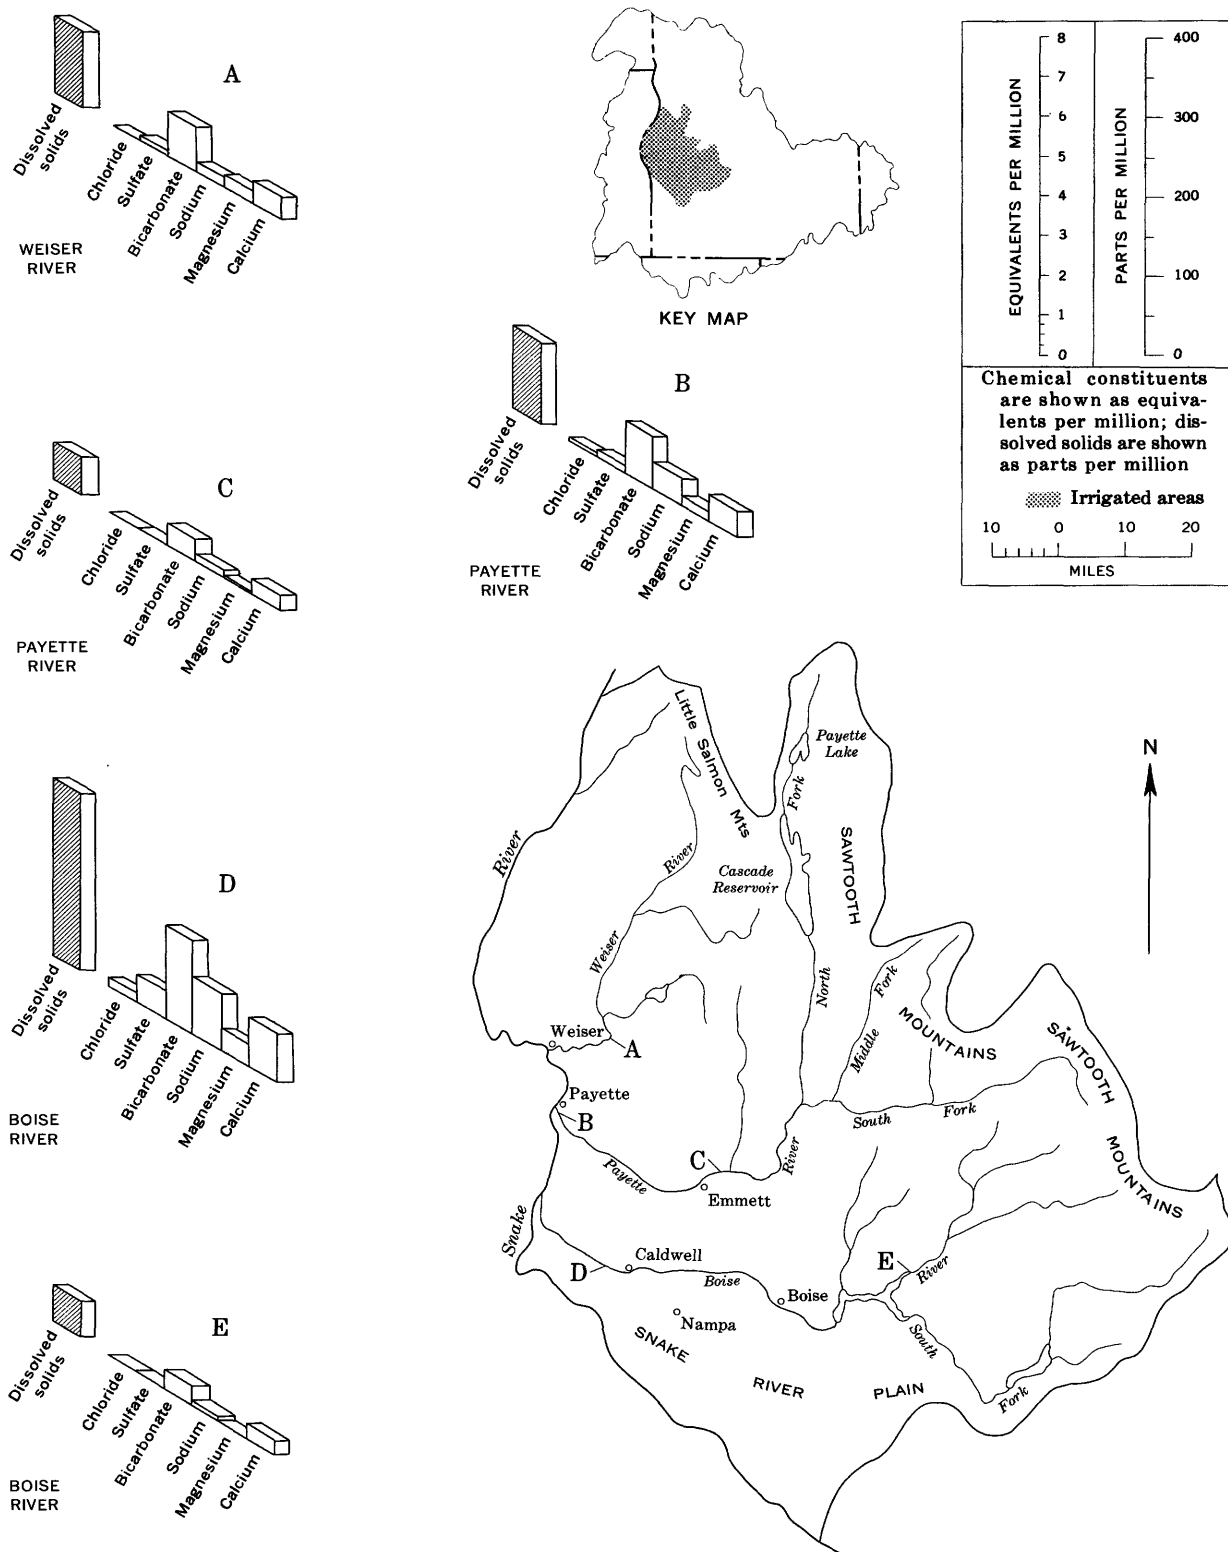 A
Dissolved
solids
Chloride
Sulfate
Bicarbonate
Sodium
Magnesium
Calcium
WEISER
RIVER
KEY MAP
EQUIVALENTS PER MILLION
8
7
6
5
4
3
2
1
0
PARTS PER MILLION
400
300
200
100
0
Chemical constituents
are shown as equiva-
lents per million; dis-
solved solids are shown
as parts per million
Irrigated areas
10 0 10 20
MILES
B
Dissolved
solids
Chloride
Sulfate
Bicarbonate
Sodium
Magnesium
Calcium
PAYETTE
RIVER
C
Dissolved
solids
Chloride
Sulfate
Bicarbonate
Sodium
Magnesium
Calcium
PAYETTE
RIVER
D
Dissolved
solids
Chloride
Sulfate
Bicarbonate
Sodium
Magnesium
Calcium
BOISE
RIVER
E
Dissolved
solids
Chloride
Sulfate
Bicarbonate
Sodium
Magnesium
Calcium
BOISE
RIVER
N
Little Salmon Mts
Payette
Lake
Fork
SAWTOOTH
River
River
Cascade
Reservoir
Weiser
North
Fork
Middle
MOUNTAINS
SAWTOOTH
MOUNTAINS
Weiser
A
Payette
B
South
Fork
River
Payette
C
Emmett
Snake
Caldwell
D
Boise
E
River
Boise
Nampa
South
Fork
SNAKE
RIVER
PLAIN